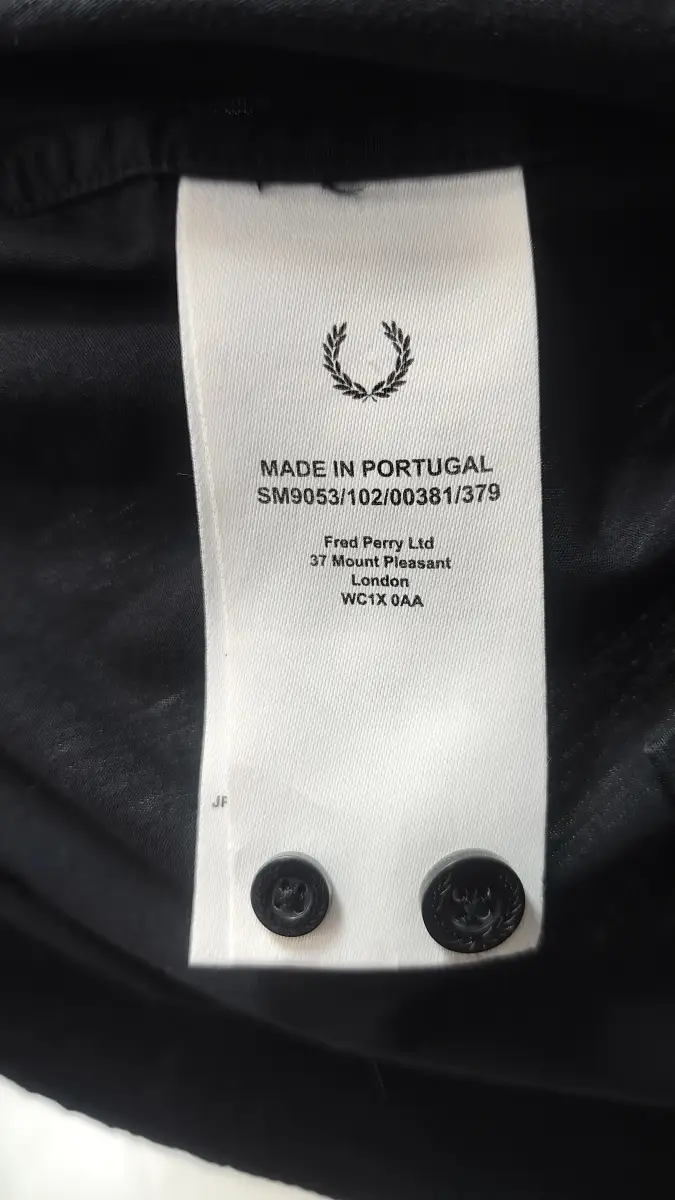 MADE IN PORTUGAL
SM9053/102/00381/379
Fred Perry Ltd
37 Mount Pleasant
London
WC1X 0AA